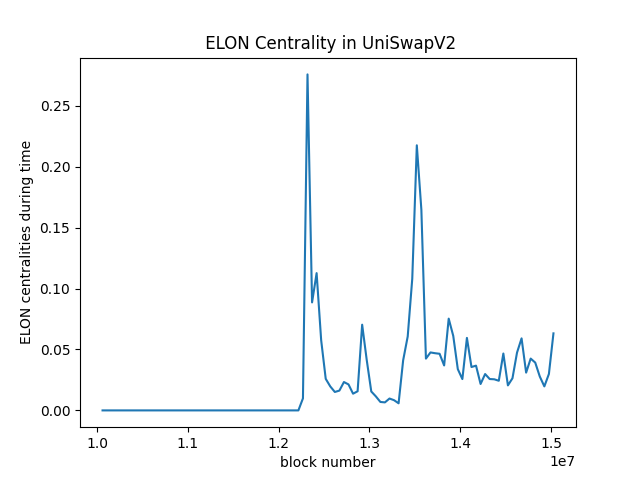 ELON Centrality in UniSwapV2
ELON centralities during time
0.25
0.20
0.15
0.10
0.05
0.00
1.0 1.1 1.2 1.3 1.4 1.5
1e7
block number